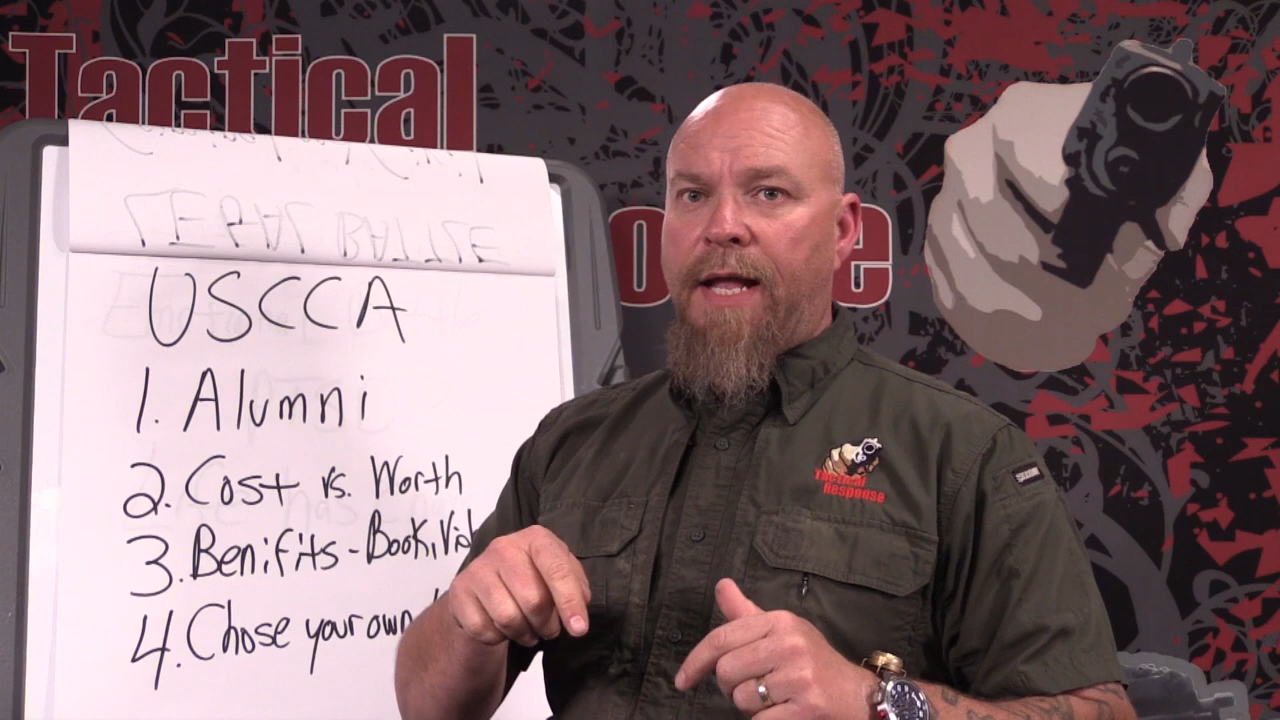 Tactical
USCCA
1. Alumni
2. Cost vs. Worth
3. Benifits - Book, Vid
4. Chose your own
Tactical
Response